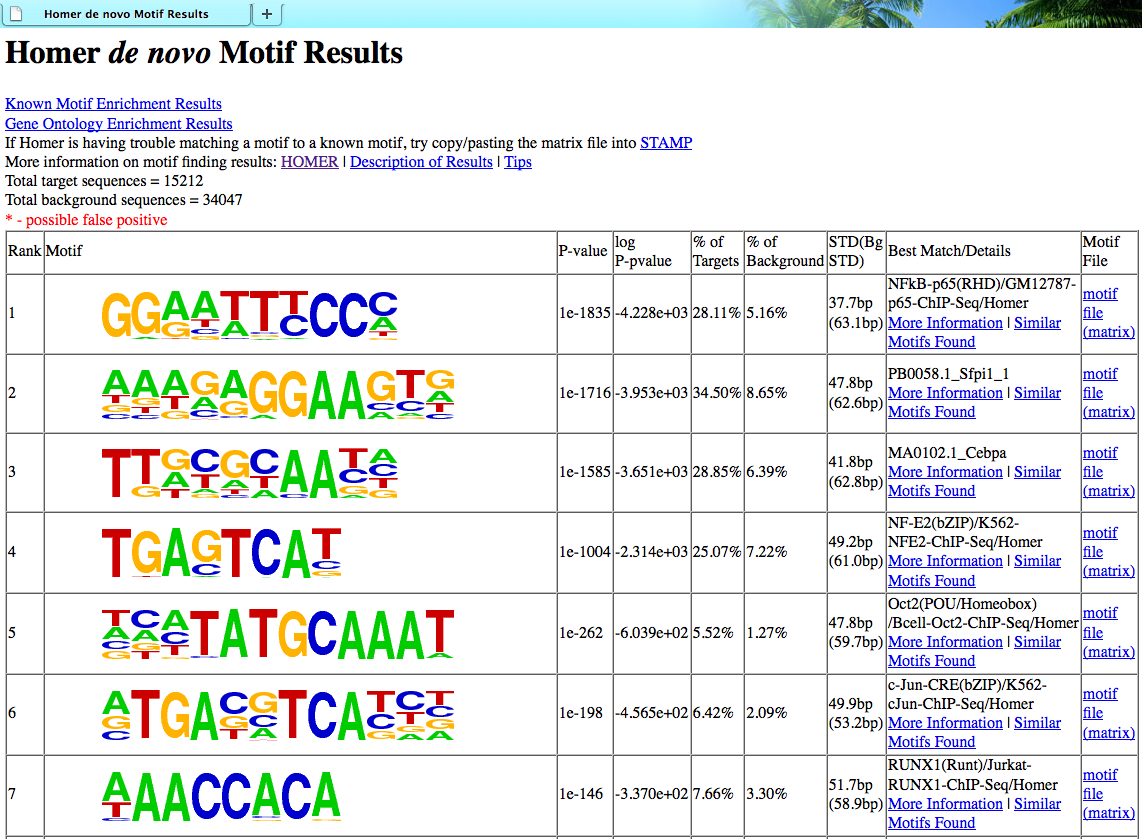 Homer de novo Motif Results
+
Homer de novo Motif Results
Known Motif Enrichment Results
Gene Ontology Enrichment Results
If Homer is having trouble matching a motif to a known motif, try copy/pasting the matrix file into STAMP
More information on motif finding results: HOMER | Description of Results | Tips
Total target sequences = 15212
Total background sequences = 34047
* - possible false positive
Rank Motif P-value log P-pvalue % of Targets % of Background STD(Bg STD) Best Match/Details Motif File
1 GGAATTTCCC 1e-1835 -4.228e+03 28.11% 5.16% 37.7bp (63.1bp) NFkB-p65(RHD)/GM12787-p65-ChIP-Seq/Homer More Information | Similar Motifs Found motif file (matrix)
2 AAAGAGGAAGTG 1e-1716 -3.953e+03 34.50% 8.65% 47.8bp (62.6bp) PB0058.1_Sfpi1_1 More Information | Similar Motifs Found motif file (matrix)
3 TTGCGCAATA 1e-1585 -3.651e+03 28.85% 6.39% 41.8bp (62.8bp) MA0102.1_Cebpa More Information | Similar Motifs Found motif file (matrix)
4 TGAGTCAT 1e-1004 -2.314e+03 25.07% 7.22% 49.2bp (61.0bp) NF-E2(bZIP)/K562-NFE2-ChIP-Seq/Homer More Information | Similar Motifs Found motif file (matrix)
5 TCATATGCAAAT 1e-262 -6.039e+02 5.52% 1.27% 47.8bp (59.7bp) Oct2(POU/Homeobox)/Bcell-Oct2-ChIP-Seq/Homer More Information | Similar Motifs Found motif file (matrix)
6 ATGACGTCATCT 1e-198 -4.565e+02 6.42% 2.09% 49.9bp (53.2bp) c-Jun-CRE(bZIP)/K562-cJun-ChIP-Seq/Homer More Information | Similar Motifs Found motif file (matrix)
7 AAACCACA 1e-146 -3.370e+02 7.66% 3.30% 51.7bp (58.9bp) RUNX1(Runt)/Jurkat-RUNX1-ChIP-Seq/Homer More Information | Similar Motifs Found motif file (matrix)